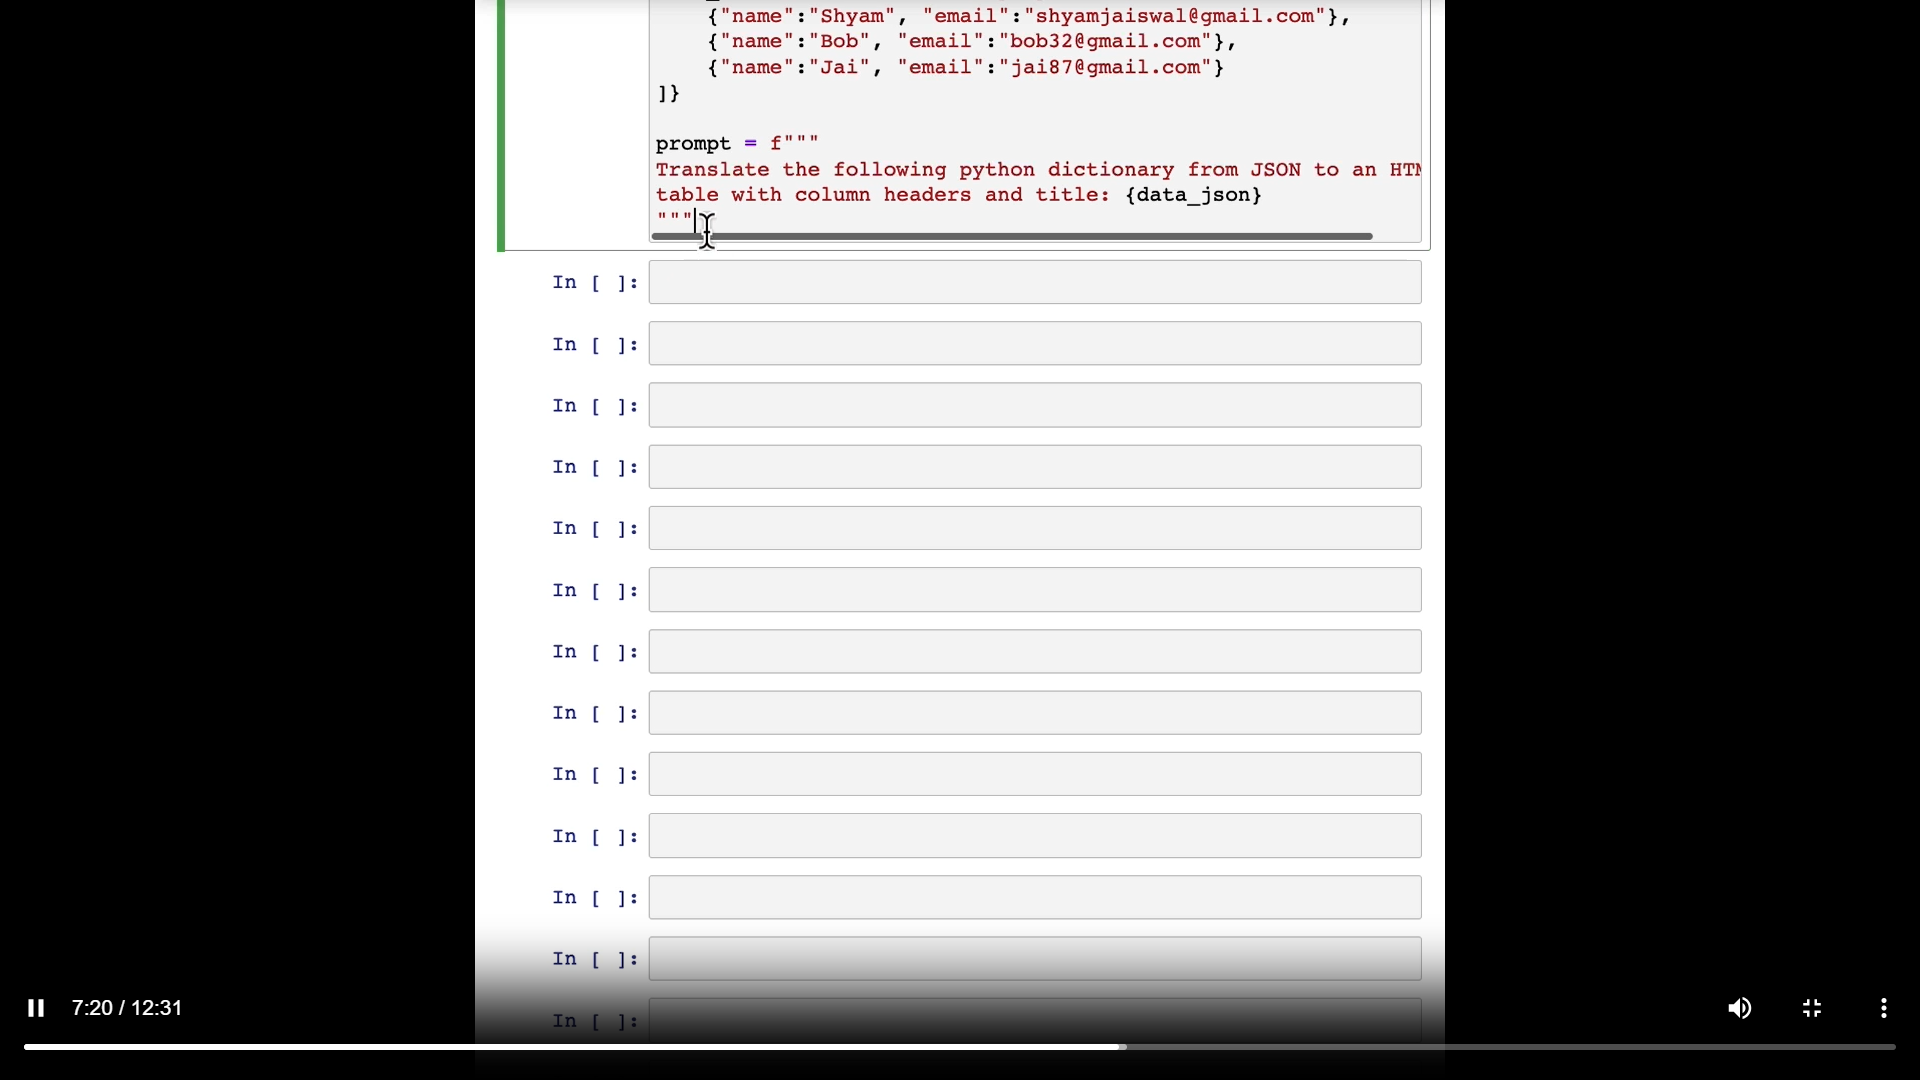 {"name":"Shyam", "email":"shyamjaiswal@gmail.com"},
{"name":"Bob", "email":"bob32@gmail.com"},
{"name":"Jai", "email":"jai87@gmail.com"}
]}
prompt = f"""
Translate the following python dictionary from JSON to an HTM
table with column headers and title: {data_json}
"""
In [ ]:
In [ ]:
In [ ]:
In [ ]:
In [ ]:
In [ ]:
In [ ]:
In [ ]:
In [ ]:
In [ ]:
In [ ]:
In [ ]:
In [ ]:
7:20 / 12:31